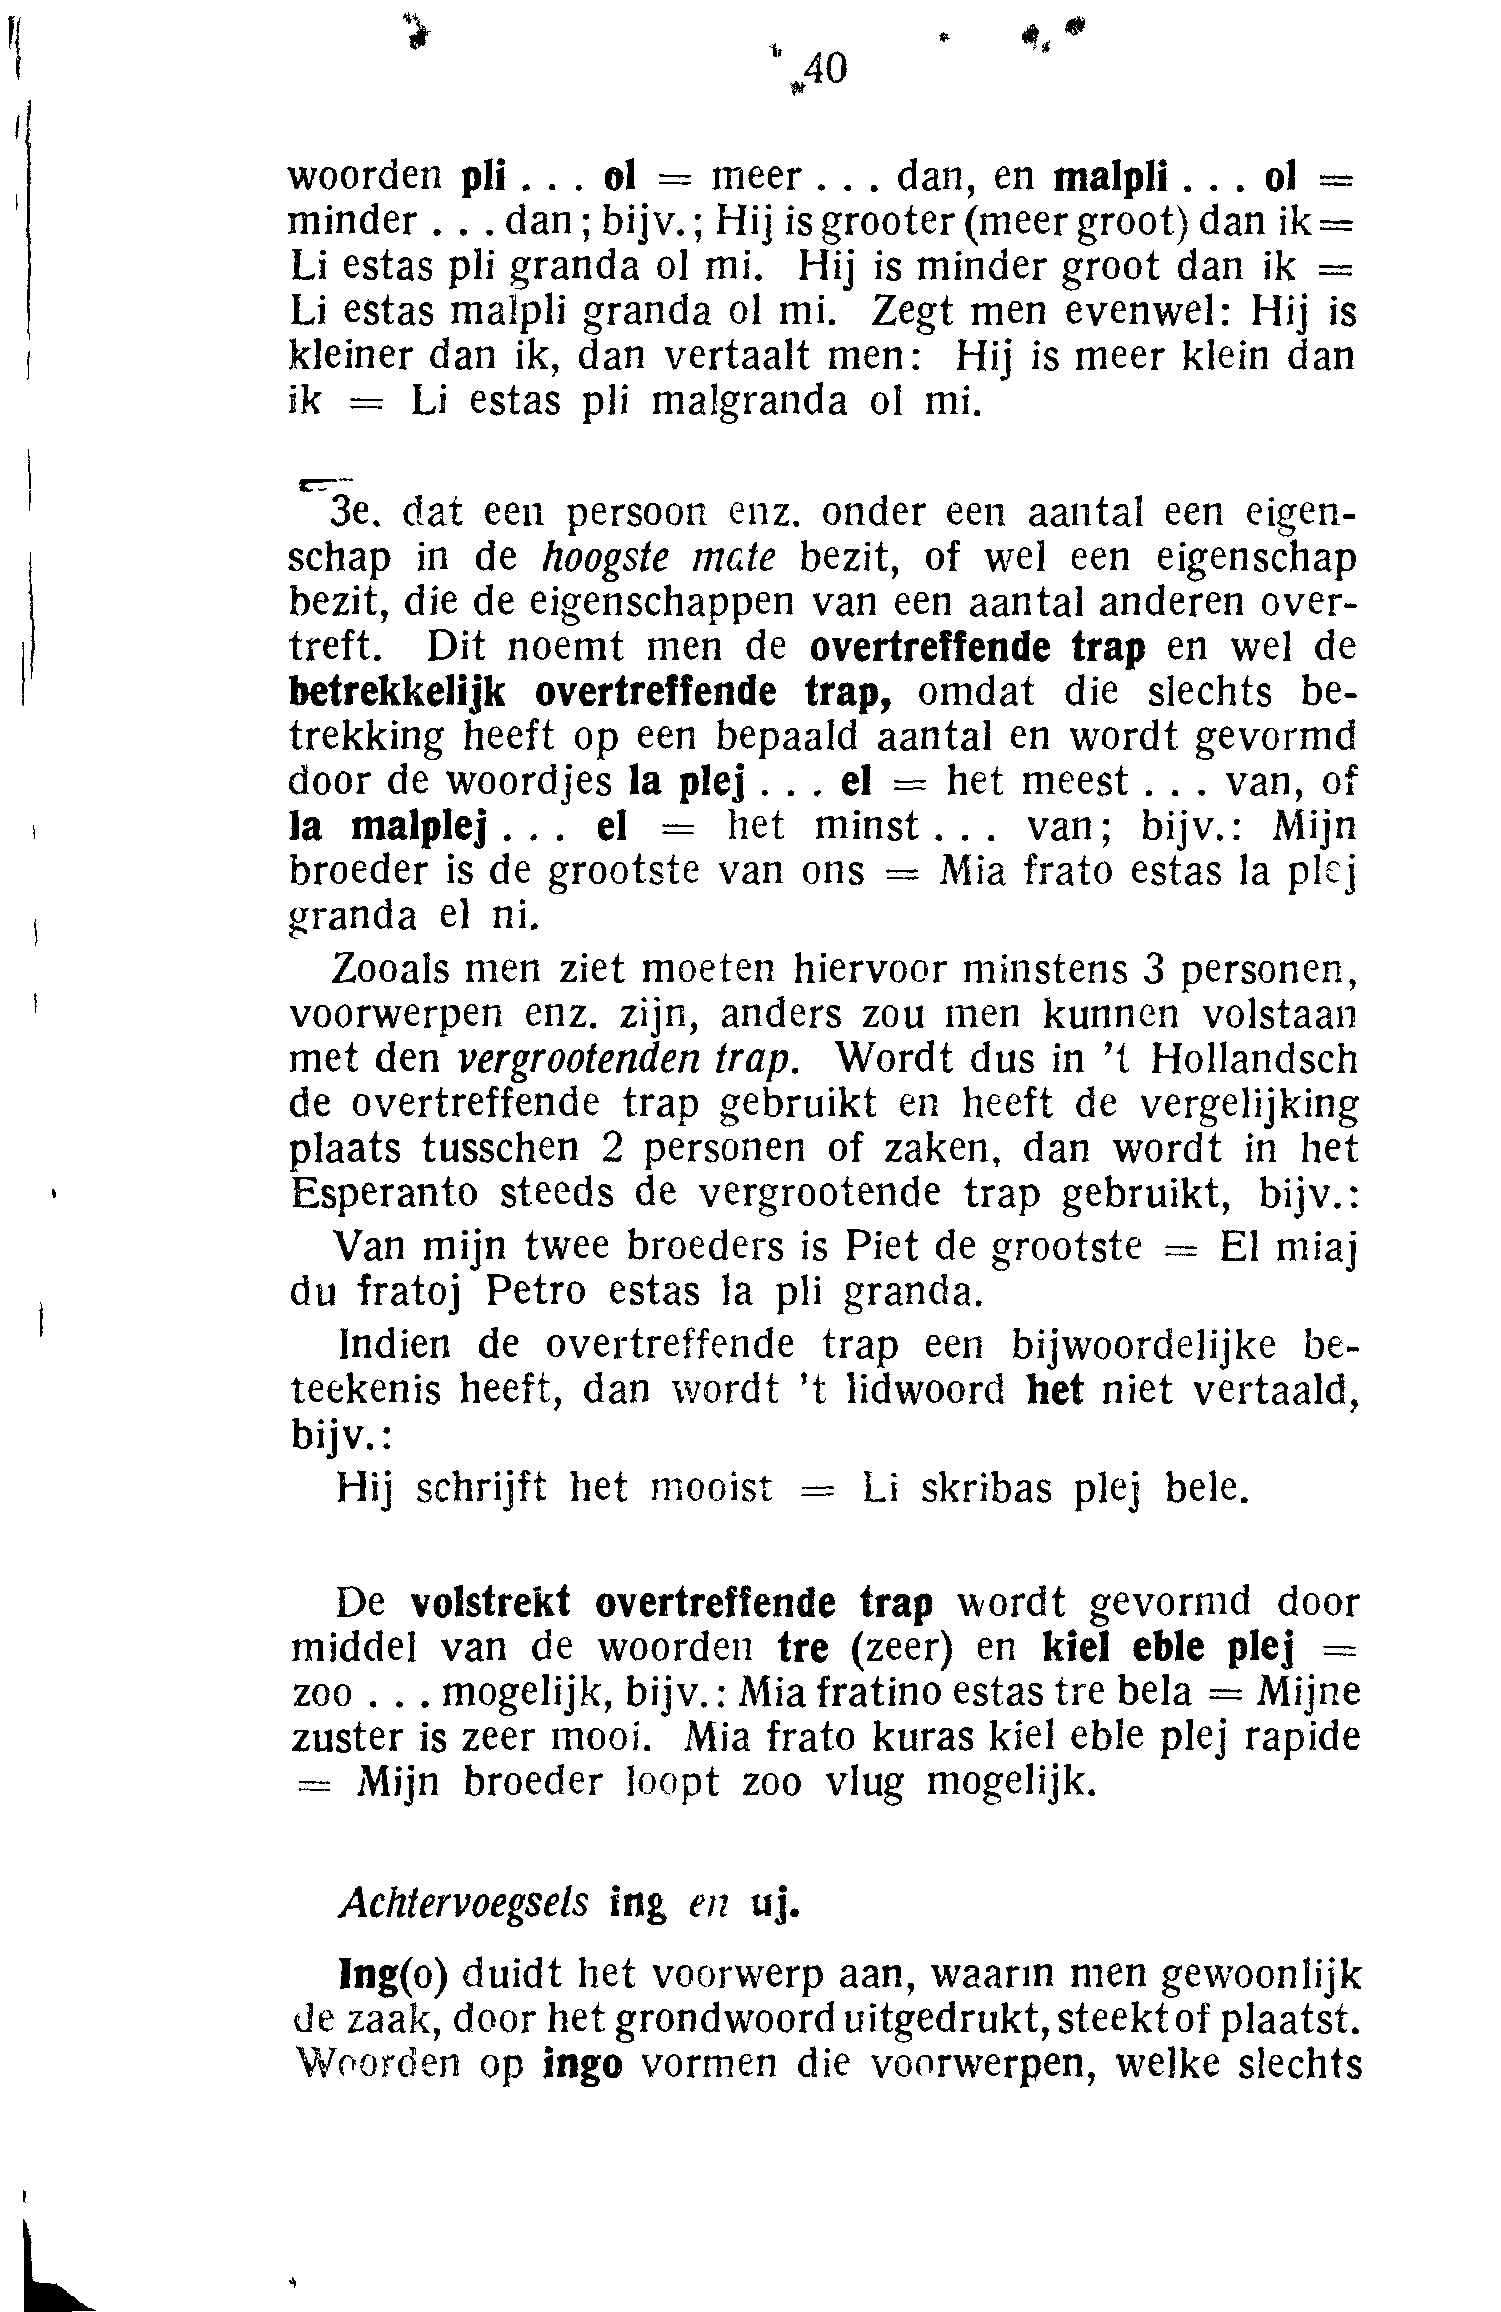 40
woorden pli . . . ol = meer . . . dan, en malpli . . . ol =
minder . . . dan; bijv.; Hij is grooter (meer groot) dan ik =
Li estas pli granda ol mi. Hij is minder groot dan ik =
Li estas malpli granda ol mi. Zegt men evenwel: Hij is
kleiner dan ik, dan vertaalt men: Hij is meer klein dan
ik = Li estas pli malgranda ol mi.
3e. dat een persoon enz. onder een aantal een eigen-
schap in de hoogste mate bezit, of wel een eigenschap
bezit, die de eigenschappen van een aantal anderen over-
treft. Dit noemt men de overtreffende trap en wel de
betrekkelijk overtreffende trap, omdat die slechts be-
trekking heeft op een bepaald aantal en wordt gevormd
door de woordjes la plej . . . el = het meest . . . van, of
la malplej . . . el = het minst . . . van; bijv.: Mijn
broeder is de grootste van ons = Mia frato estas la plej
granda el ni.
Zooals men ziet moeten hiervoor minstens 3 personen,
voorwerpen enz. zijn, anders zou men kunnen volstaan
met den vergrootenden trap. Wordt dus in 't Hollandsch
de overtreffende trap gebruikt en heeft de vergelijking
plaats tusschen 2 personen of zaken, dan wordt in het
Esperanto steeds de vergrootende trap gebruikt, bijv.:
Van mijn twee broeders is Piet de grootste = El miaj
du fratoj Petro estas la pli granda.
Indien de overtreffende trap een bijwoordelijke be-
teekenis heeft, dan wordt 't lidwoord het niet vertaald,
bijv.:
Hij schrijft het mooist = Li skribas plej bele.
De volstrekt overtreffende trap wordt gevormd door
middel van de woorden tre (zeer) en kiel eble plej =
zoo . . . mogelijk, bijv.: Mia fratino estas tre bela = Mijne
zuster is zeer mooi. Mia frato kuras kiel eble plej rapide
= Mijn broeder loopt zoo vlug mogelijk.
Achtervoegsels ing en uj.
Ing(o) duidt het voorwerp aan, waarin men gewoonlijk
de zaak, door het grondwoord uitgedrukt, steekt of plaatst.
Woorden op ingo vormen die voorwerpen, welke slechts